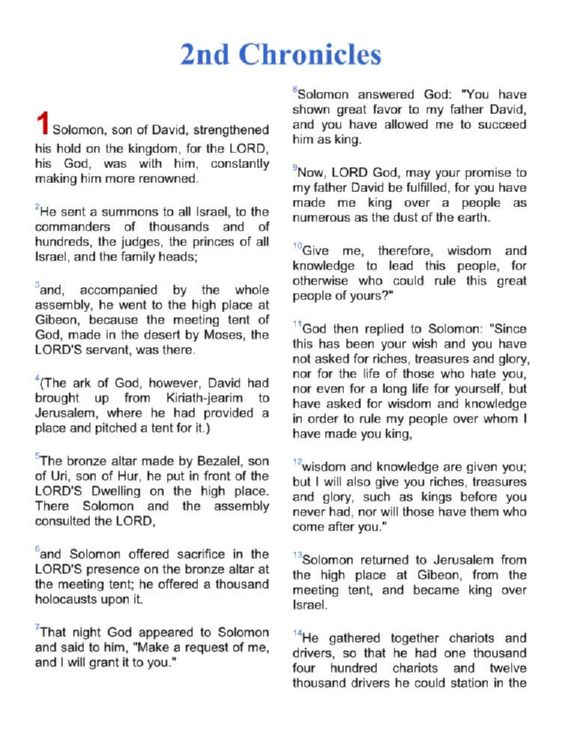 2nd Chronicles
1 Solomon, son of David, strengthened
his hold on the kingdom, for the LORD,
his God, was with him, constantly
making him more renowned.
2He sent a summons to all Israel, to the
commanders of thousands and of
hundreds, the judges, the princes of all
Israel, and the family heads;
3and, accompanied by the whole
assembly, he went to the high place at
Gibeon, because the meeting tent of
God, made in the desert by Moses, the
LORD'S servant, was there.
4(The ark of God, however, David had
brought up from Kiriath-jearim to
Jerusalem, where he had provided a
place and pitched a tent for it.)
5The bronze altar made by Bezalel, son
of Uri, son of Hur, he put in front of the
LORD'S Dwelling on the high place.
There Solomon and the assembly
consulted the LORD,
6and Solomon offered sacrifice in the
LORD'S presence on the bronze altar at
the meeting tent; he offered a thousand
holocausts upon it.
7That night God appeared to Solomon
and said to him, "Make a request of me,
and I will grant it to you."
8Solomon answered God: "You have
shown great favor to my father David,
and you have allowed me to succeed
him as king.
9Now, LORD God, may your promise to
my father David be fulfilled, for you have
made me king over a people as
numerous as the dust of the earth.
10Give me, therefore, wisdom and
knowledge to lead this people, for
otherwise who could rule this great
people of yours?"
11God then replied to Solomon: "Since
this has been your wish and you have
not asked for riches, treasures and glory,
nor for the life of those who hate you,
nor even for a long life for yourself, but
have asked for wisdom and knowledge
in order to rule my people over whom I
have made you king,
12wisdom and knowledge are given you;
but I will also give you riches, treasures
and glory, such as kings before you
never had, nor will those have them who
come after you."
13Solomon returned to Jerusalem from
the high place at Gibeon, from the
meeting tent, and became king over
Israel.
14He gathered together chariots and
drivers, so that he had one thousand
four hundred chariots and twelve
thousand drivers he could station in the